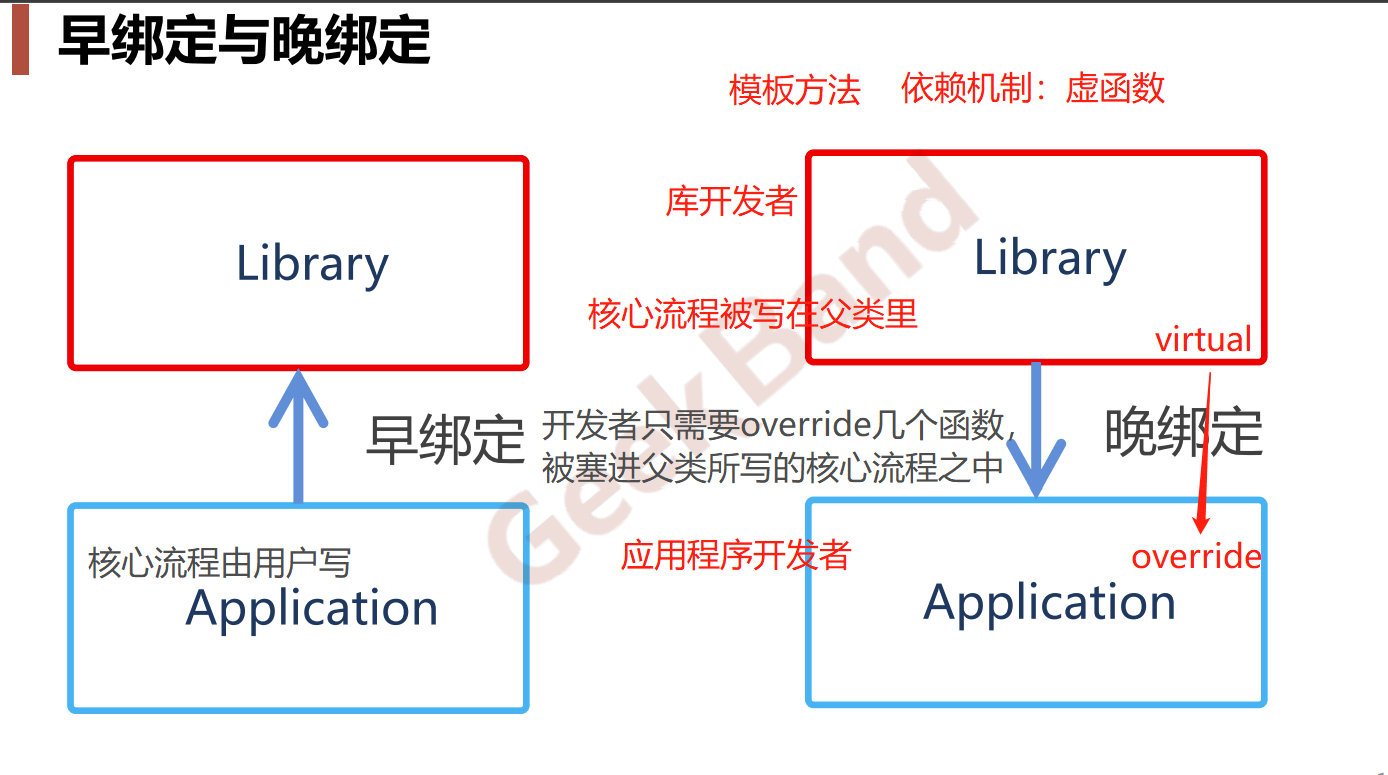 早绑定与晚绑定
模板方法 依赖机制：虚函数
Library
库开发者
Library
核心流程被写在父类里
virtual
早绑定
开发者只需要override几个函数，
被塞进父类所写的核心流程之中
晚绑定
核心流程由用户写
Application
应用程序开发者
override
Application
GeekBand